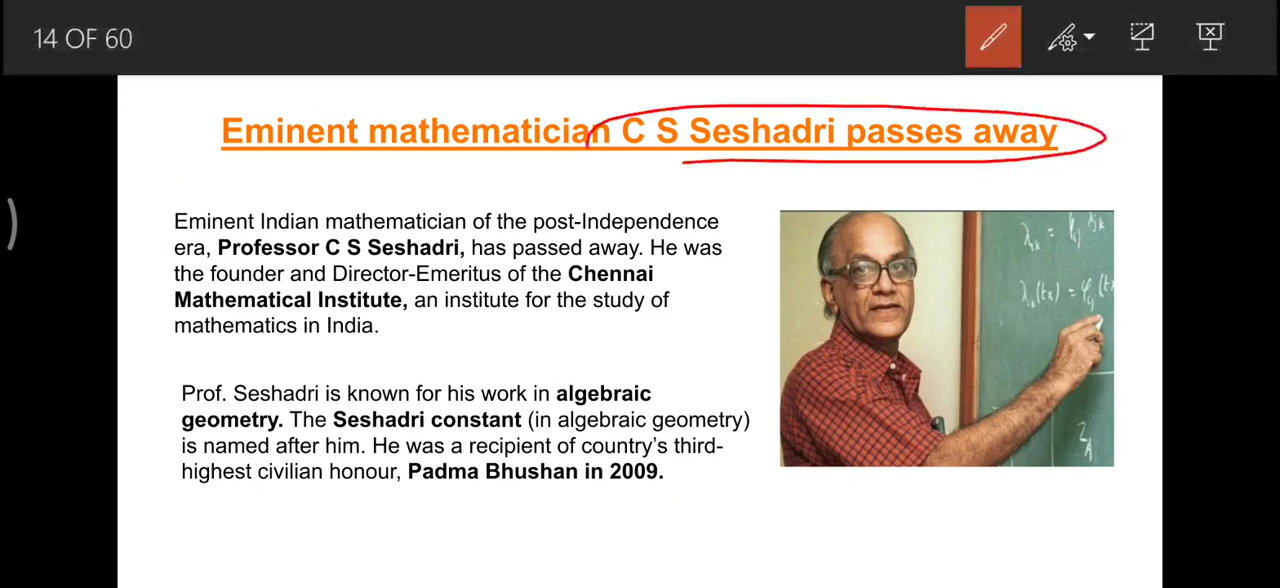 14 OF 60
Eminent mathematician C S Seshadri passes away
Eminent Indian mathematician of the post-Independence
era, Professor C S Seshadri, has passed away. He was
the founder and Director-Emeritus of the Chennai
Mathematical Institute, an institute for the study of
mathematics in India.
Prof. Seshadri is known for his work in algebraic
geometry. The Seshadri constant (in algebraic geometry)
is named after him. He was a recipient of country's third-
highest civilian honour, Padma Bhushan in 2009.